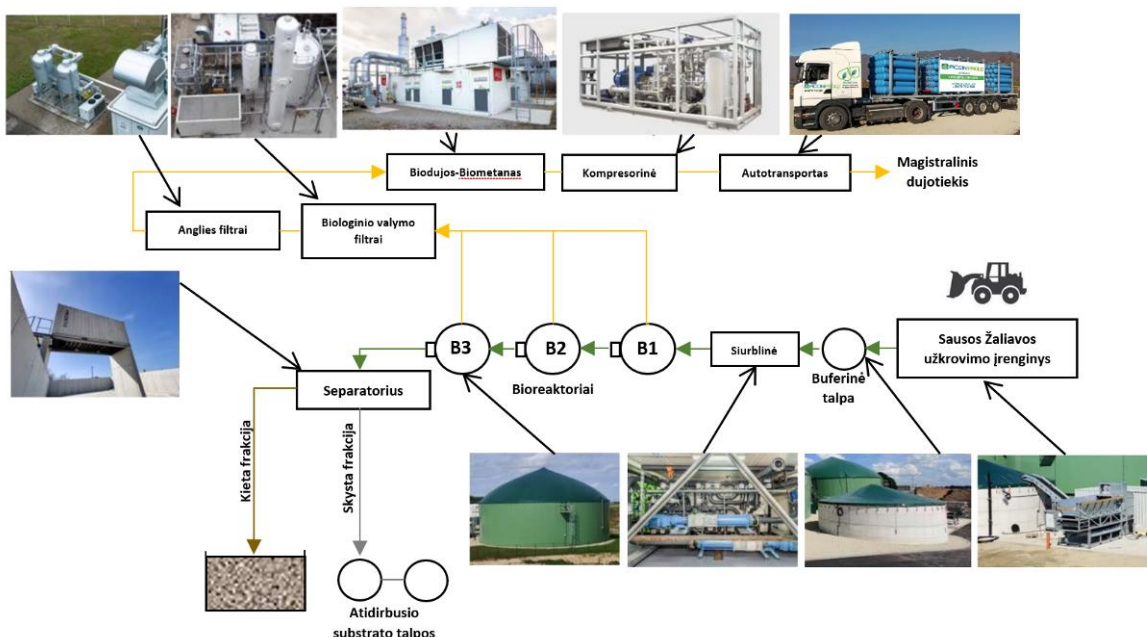 Biodujos-Biometanas
Kompresorinė
Autotransportas
Magistralinis
dujotiekis
Anglies filtrai
Biologinio valymo
filtrai
B3
B2
B1
Siurblinė
Sausos Žaliavos
užkrovimo įrenginys
Bioreaktoriai
Buferinė
talpa
Separatorius
Kieta frakcija
Skysta frakcija
Atidirbusio
substrato talpos